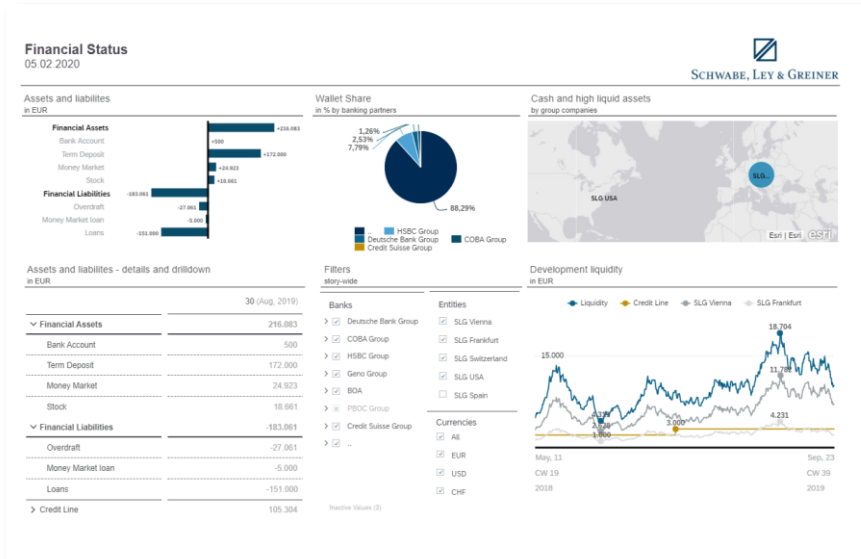 Financial Status
05.02.2020
SCHWABE, LEY & GREINER
Assets and liabilites
in EUR
Financial Assets
+216.083
Bank Account
+500
Term Deposit
+172.000
Money Market
+24.923
Stock
+18.661
Financial Liabilities
-183.061
Overdraft
-27.061
Money Market loan
-5.000
Loans
-151.000
Wallet Share
in % by banking partners
1,26%
2,53%
7,79%
88,29%
..
HSBC Group
Deutsche Bank Group
COBA Group
Credit Suisse Group
Cash and high liquid assets
by group companies
SLG...
SLG USA
Esri | Esri
esri
Assets and liabilites - details and drilldown
in EUR
30 (Aug, 2019)
Financial Assets 216.083
Bank Account 500
Term Deposit 172.000
Money Market 24.923
Stock 18.661
Financial Liabilities -183.061
Overdraft -27.061
Money Market loan -5.000
Loans -151.000
Credit Line 105.304
Filters
story-wide
Banks
Deutsche Bank Group
COBA Group
HSBC Group
Geno Group
BOA
PBOC Group
Credit Suisse Group
..
Inactive Values (3)
Entities
SLG Vienna
SLG Frankfurt
SLG Switzerland
SLG USA
SLG Spain
Currencies
All
EUR
USD
CHF
Development liquidity
in EUR
Liquidity
Credit Line
SLG Vienna
SLG Frankfurt
18.704
15.000
11.782
4.231
3.000
May, 11
Sep, 23
CW 19
CW 39
2018
2019